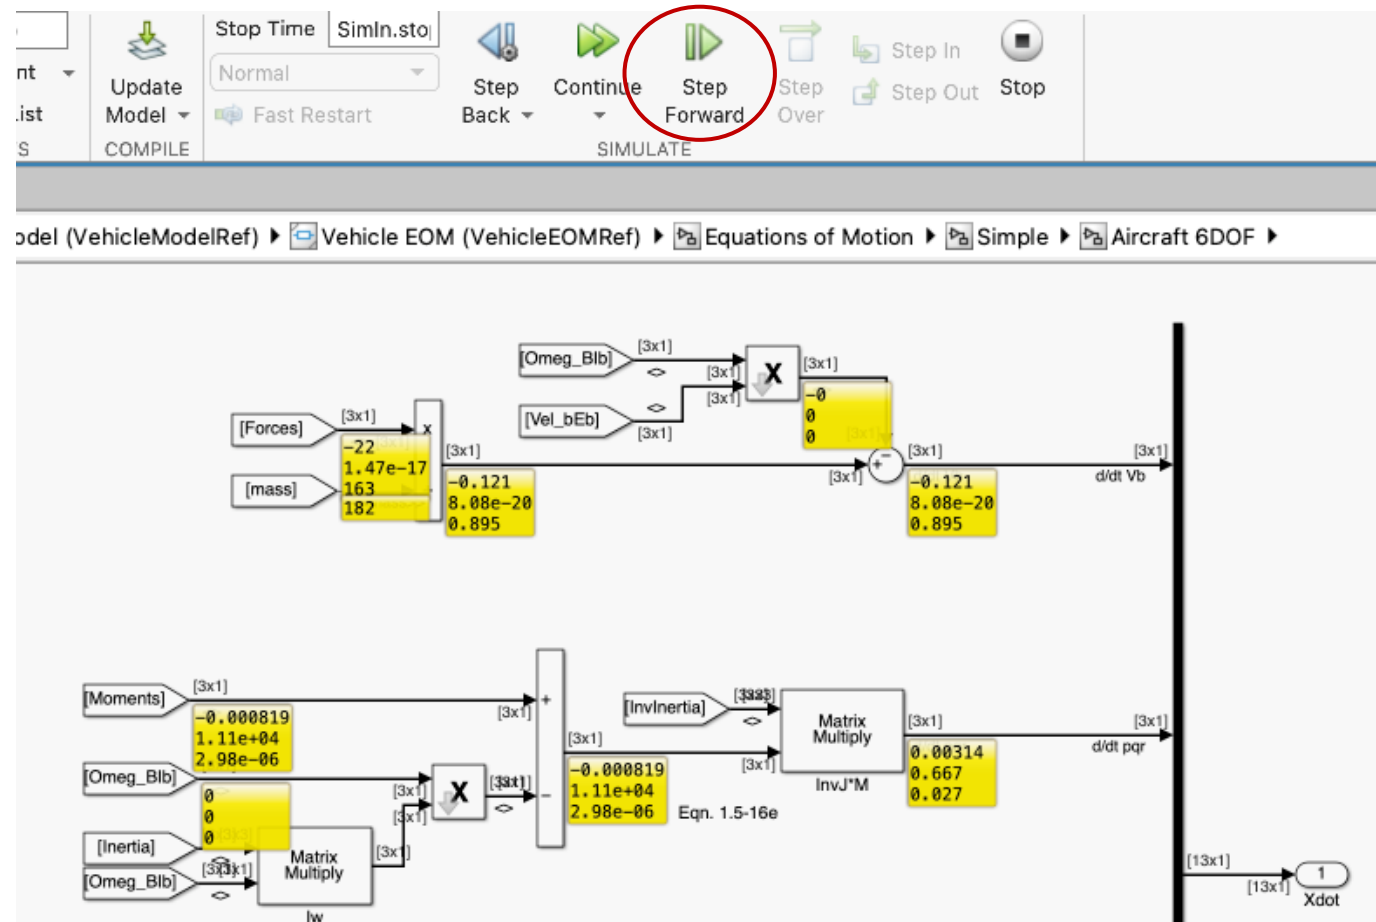 Stop Time SimIn.sto
nt
Update
Model
Normal
Fast Restart
Step
Back
Continue
Step
Forward
Step
Over
Step In
Step Out
Stop
ist
S
COMPILE
SIMULATE
odel (VehicleModelRef) Vehicle EOM (VehicleEOMRef) Equations of Motion Simple Aircraft 6DOF
[Omeg_BIb]
[3x1]
<>
[3x1]
X
[3x1]
[Vel_bEb]
<>
[3x1]
[3x1]
-0
0
0
[Forces]
[3x1]
x
-22
1.47e-17
163
[mass]
182
[3x1]
-0.121
8.08e-20
0.895
[3x1]
+
-
[3x1]
-0.121
8.08e-20
0.895
[3x1]
d/dt Vb
[Moments]
[3x1]
-0.000819
1.11e+04
2.98e-06
[3x1]
+
[Omeg_BIb]
0
0
0
[3x1]
[3x1]
X
<>
-
[Inertia]
[Omeg_BIb]
<>
Matrix
Multiply
[3x1]
Iw
[3x1]
-0.000819
1.11e+04
2.98e-06
Eqn. 1.5-16e
[InvInertia]
<>
[3x1]
Matrix
Multiply
InvJ*M
[3x1]
0.00314
0.667
0.027
[3x1]
d/dt pqr
[13x1]
[13x1]
1
Xdot